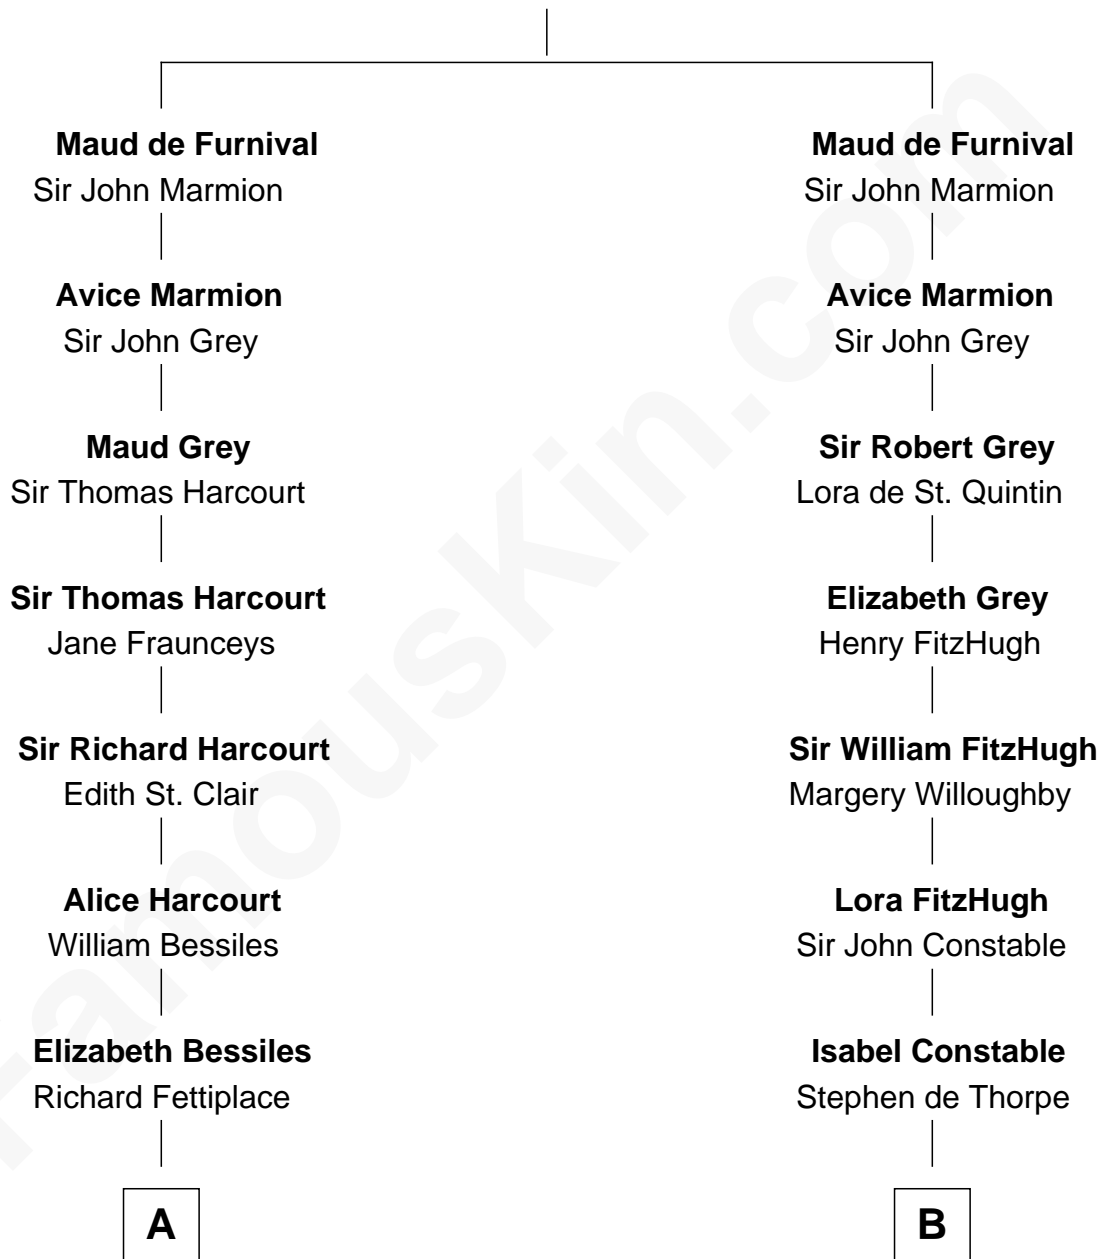 Maud de Furnival
Sir John Marmion
Avice Marmion
Sir John Grey
Maud Grey
Sir Thomas Harcourt
Sir Thomas Harcourt
Jane Fraunceys
Sir Richard Harcourt
Edith St. Clair
Alice Harcourt
William Bessiles
Elizabeth Bessiles
Richard Fettiplace
A
Maud de Furnival
Sir John Marmion
Avice Marmion
Sir John Grey
Sir Robert Grey
Lora de St. Quintin
Elizabeth Grey
Henry FitzHugh
Sir William FitzHugh
Margery Willoughby
Lora FitzHugh
Sir John Constable
Isabel Constable
Stephen de Thorpe
B
FamousKin.com